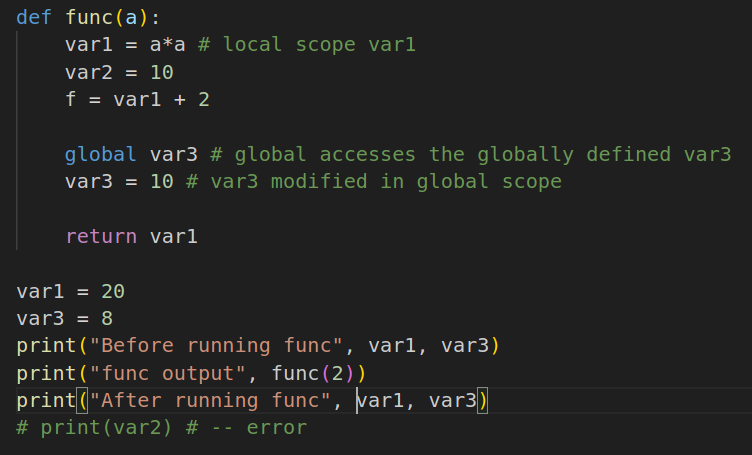 def func(a):
    var1 = a*a # local scope var1
    var2 = 10
    f = var1 + 2

    global var3 # global accesses the globally defined var3
    var3 = 10 # var3 modified in global scope

    return var1

var1 = 20
var3 = 8
print("Before running func", var1, var3)
print("func output", func(2))
print("After running func", var1, var3)
# print(var2) # -- error